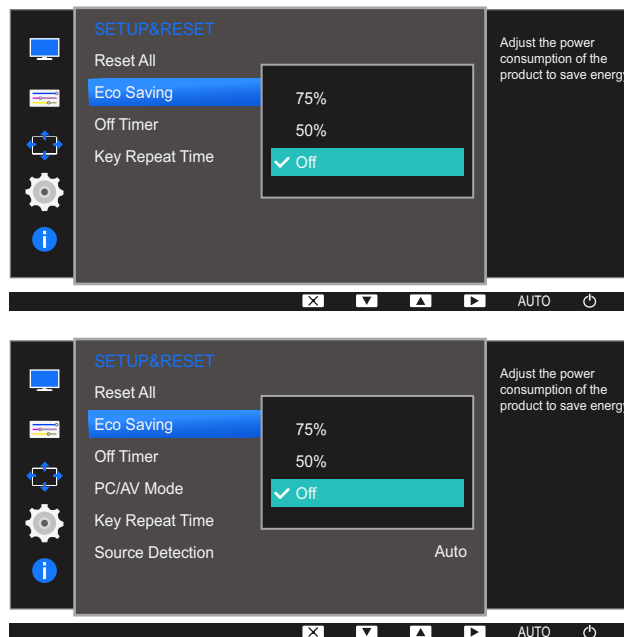 SETUP&RESET
Reset All
Eco Saving
Off Timer
Key Repeat Time
75%
50%
Off
Adjust the power
consumption of the
product to save energy
AUTO
SETUP&RESET
Reset All
Eco Saving
Off Timer
PC/AV Mode
Key Repeat Time
Source Detection
Auto
75%
50%
Off
Adjust the power
consumption of the
product to save energy
AUTO